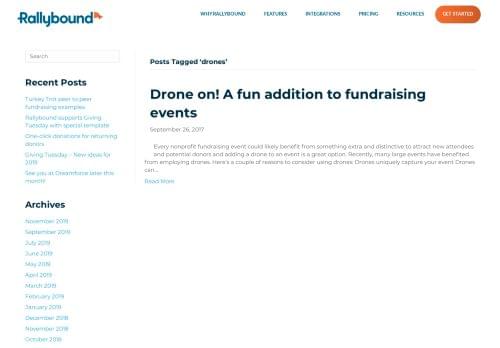 Rallybound
WHY RALLYBOUND
FEATURES
INTEGRATIONS
PRICING
RESOURCES
GET STARTED
Search
Recent Posts
Turkey Trot peer to peer
fundraising examples
Rallybound supports Giving
Tuesday with special template
One-click donations for returning
donors
Giving Tuesday – New ideas for
2019
See you at Dreamforce later this
month!
Archives
November 2019
September 2019
July 2019
June 2019
May 2019
April 2019
March 2019
February 2019
January 2019
December 2018
November 2018
October 2018
Posts Tagged ‘drones’
Drone on! A fun addition to fundraising
events
September 26, 2017
Every nonprofit fundraising event could likely benefit from something extra and distinctive to attract new attendees
and potential donors and adding a drone to an event is a great option. Recently, many large events have benefited
from employing drones. Here's a couple of reasons to consider using drones: Drones uniquely capture your event Drones
can...
Read More